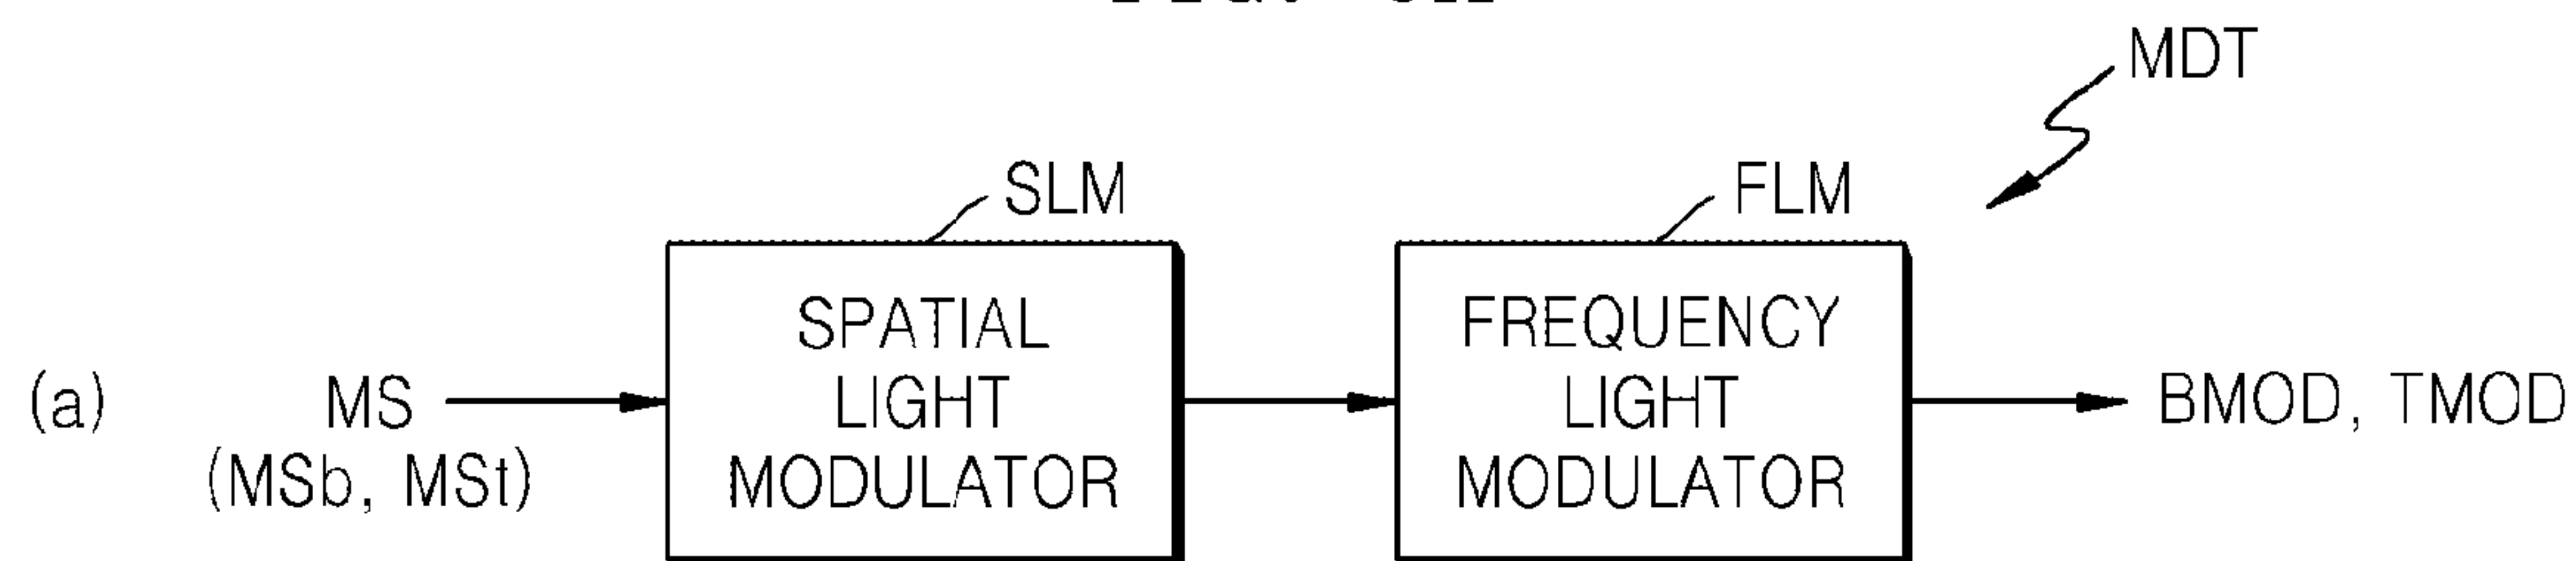 MDT
SLM
FLM
SPATIAL
LIGHT
MODULATOR
FREQUENCY
LIGHT
MODULATOR
(a)
MS
(MSb, MSt)
BMOD, TMOD